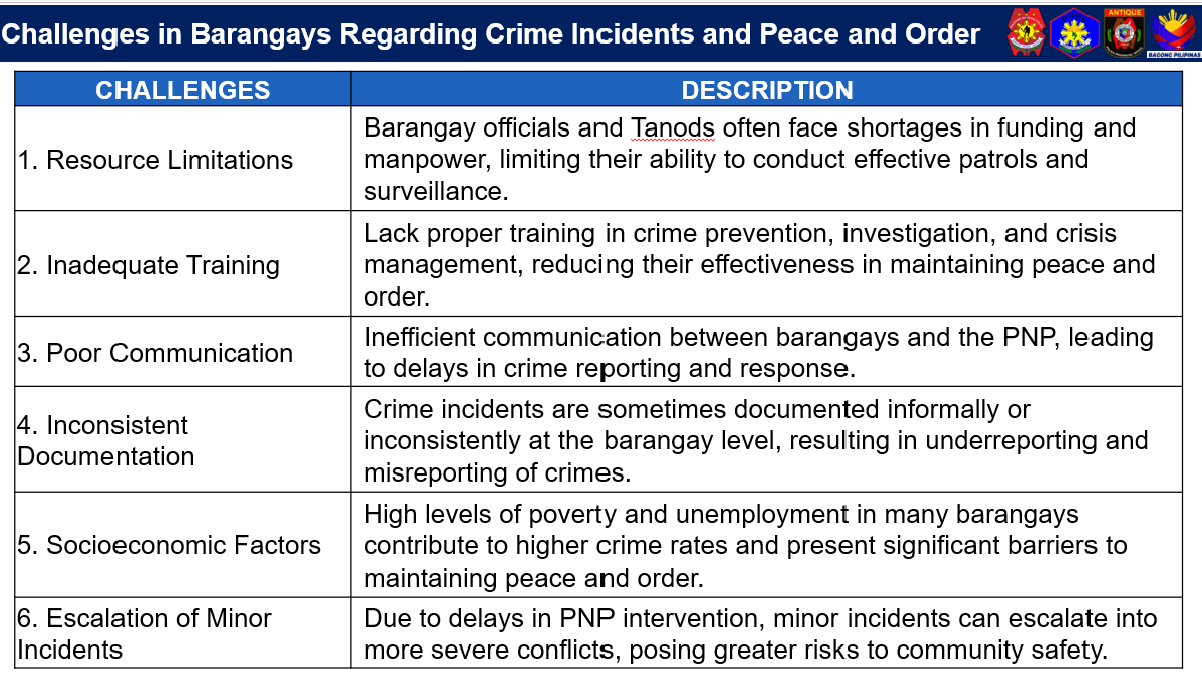 Challenges in Barangays Regarding Crime Incidents and Peace and Order
ANTIQUE
BAGONG PILIPINAS
CHALLENGES
DESCRIPTION
1. Resource Limitations
Barangay officials and Tanods often face shortages in funding and
manpower, limiting their ability to conduct effective patrols and
surveillance.
2. Inadequate Training
Lack proper training in crime prevention, investigation, and crisis
management, reducing their effectiveness in maintaining peace and
order.
3. Poor Communication
Inefficient communication between barangays and the PNP, leading
to delays in crime reporting and response.
4. Inconsistent
Documentation
Crime incidents are sometimes documented informally or
inconsistently at the barangay level, resulting in underreporting and
misreporting of crimes.
5. Socioeconomic Factors
High levels of poverty and unemployment in many barangays
contribute to higher crime rates and present significant barriers to
maintaining peace and order.
6. Escalation of Minor
Incidents
Due to delays in PNP intervention, minor incidents can escalate into
more severe conflicts, posing greater risks to community safety.